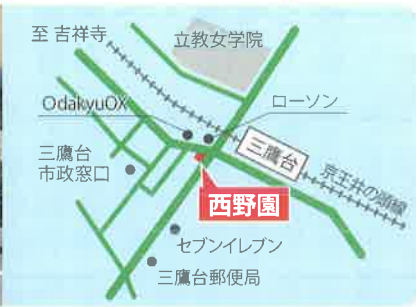 至 吉祥寺
立教女学院
OdakyuOX
ローソン
三鷹台
三鷹台
市政窓口
京王井の頭線
西野園
セブンイレブン
三鷹台郵便局